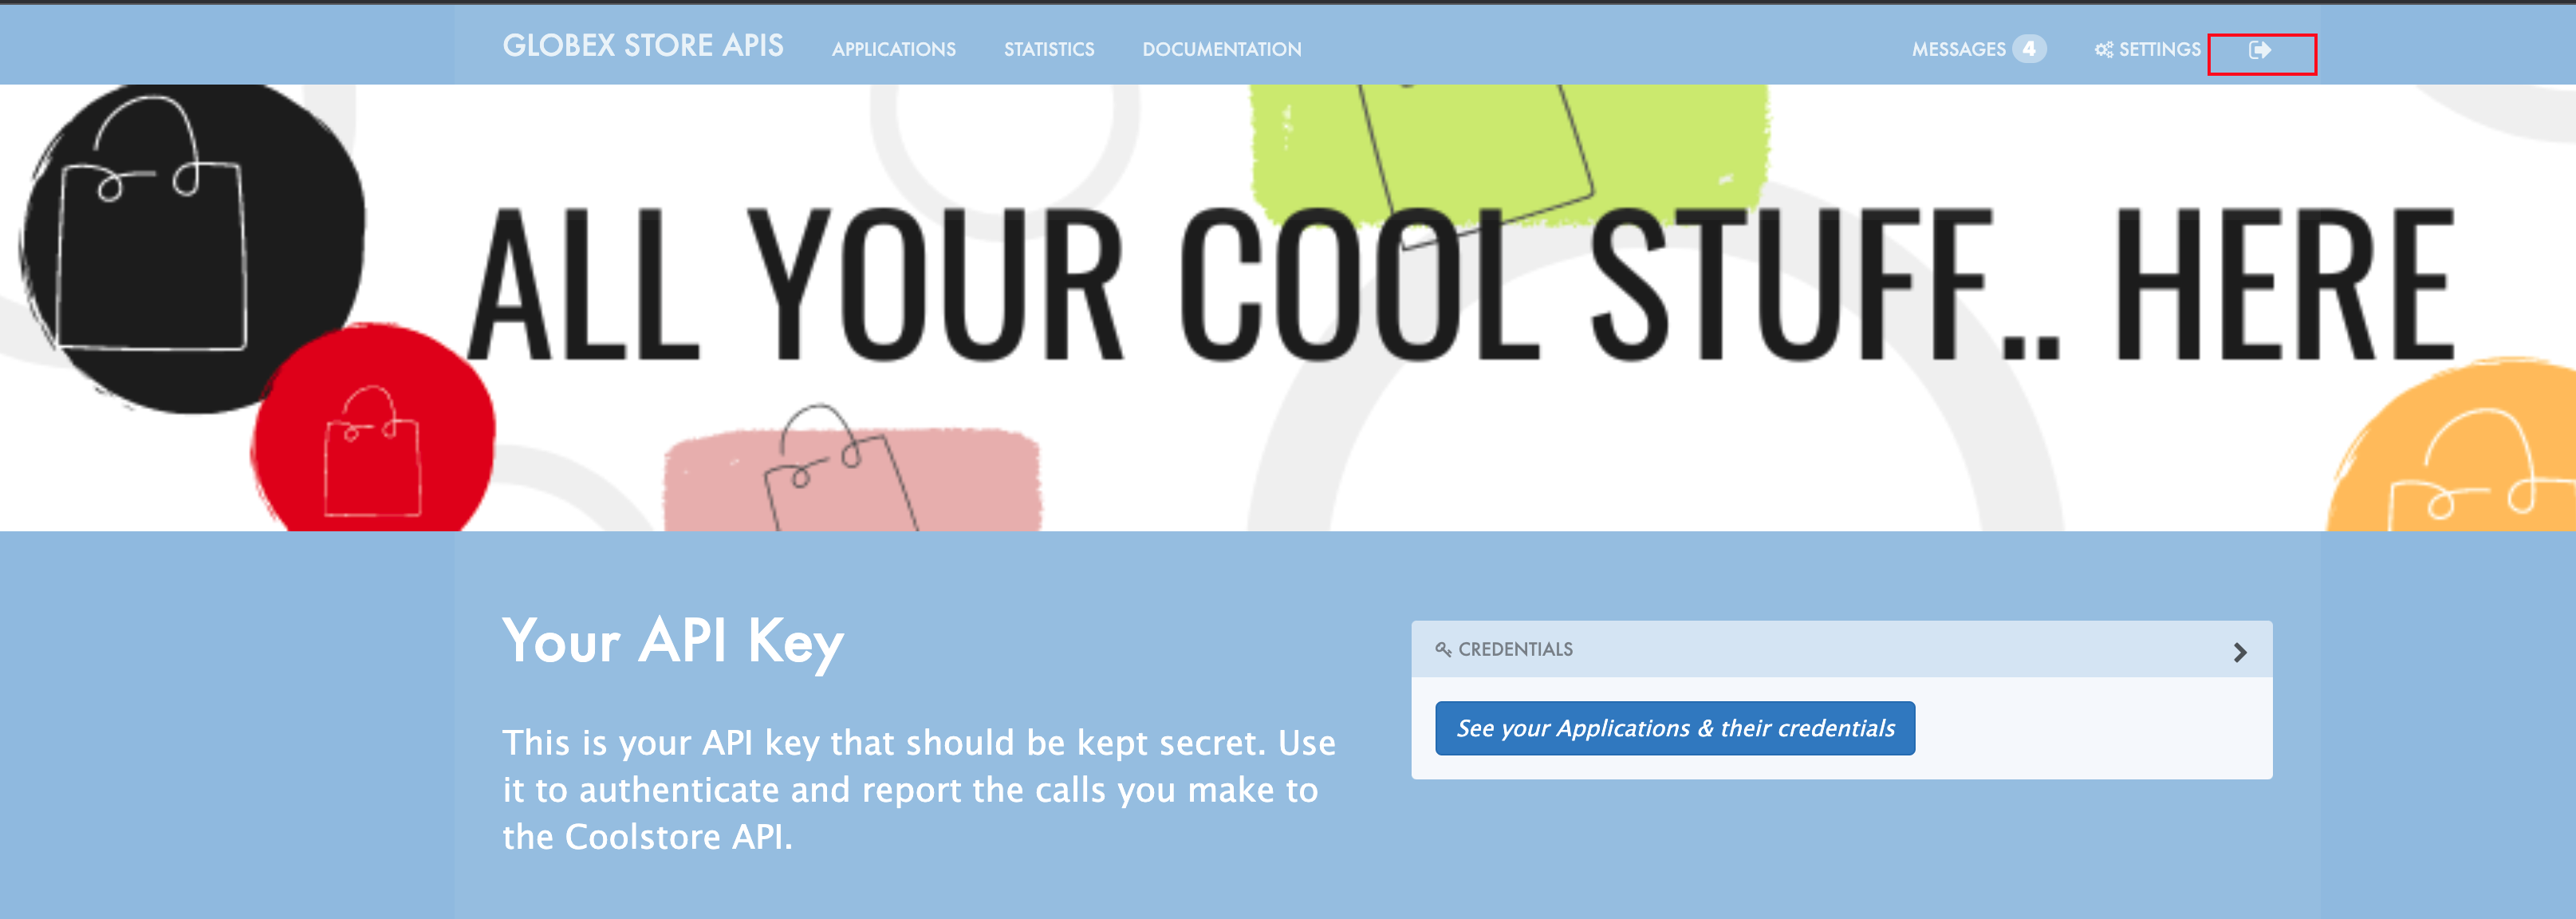 GLOBEX STORE APIS APPLICATIONS STATISTICS DOCUMENTATION MESSAGES 4 SETTINGS
ALL YOUR COOL STUFF.. HERE
Your API Key
This is your API key that should be kept secret. Use
it to authenticate and report the calls you make to
the Coolstore API.
CREDENTIALS
See your Applications & their credentials